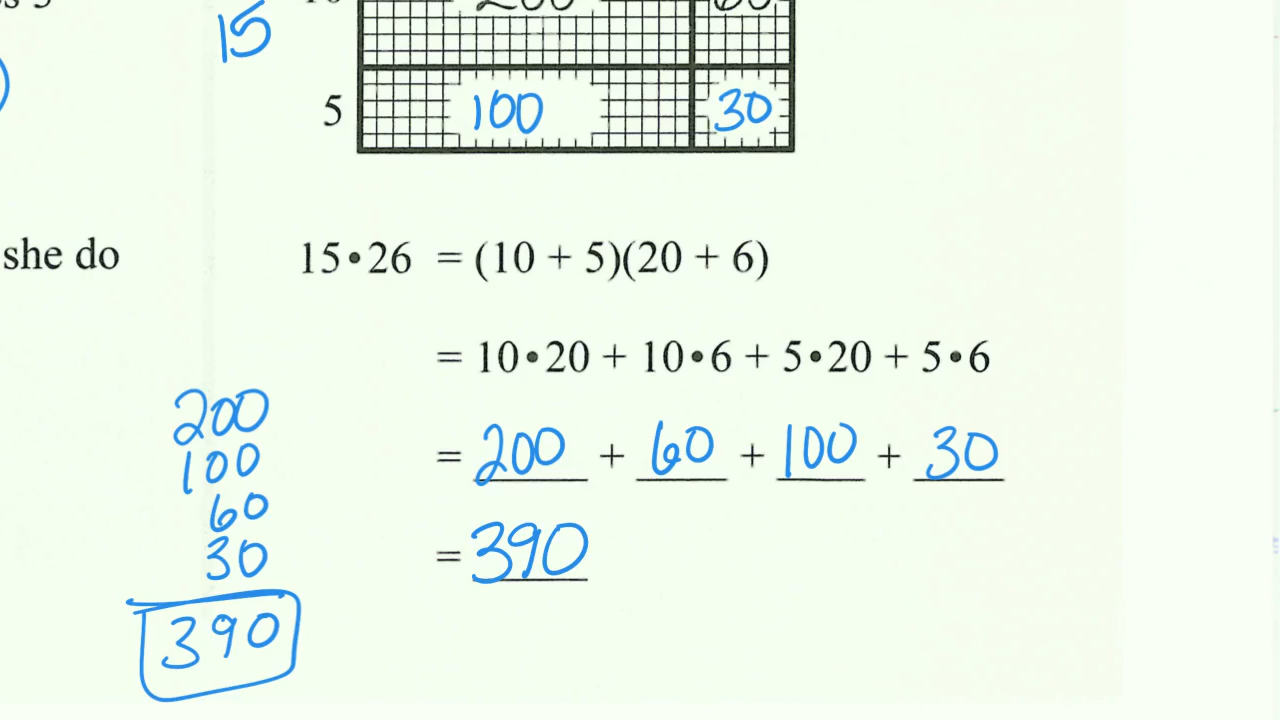 15
5 100 30
she do
15•26 = (10 + 5)(20 + 6)
= 10•20 + 10•6 + 5•20 + 5•6
= 200 + 60 + 100 + 30
= 390
200
100
60
30
390